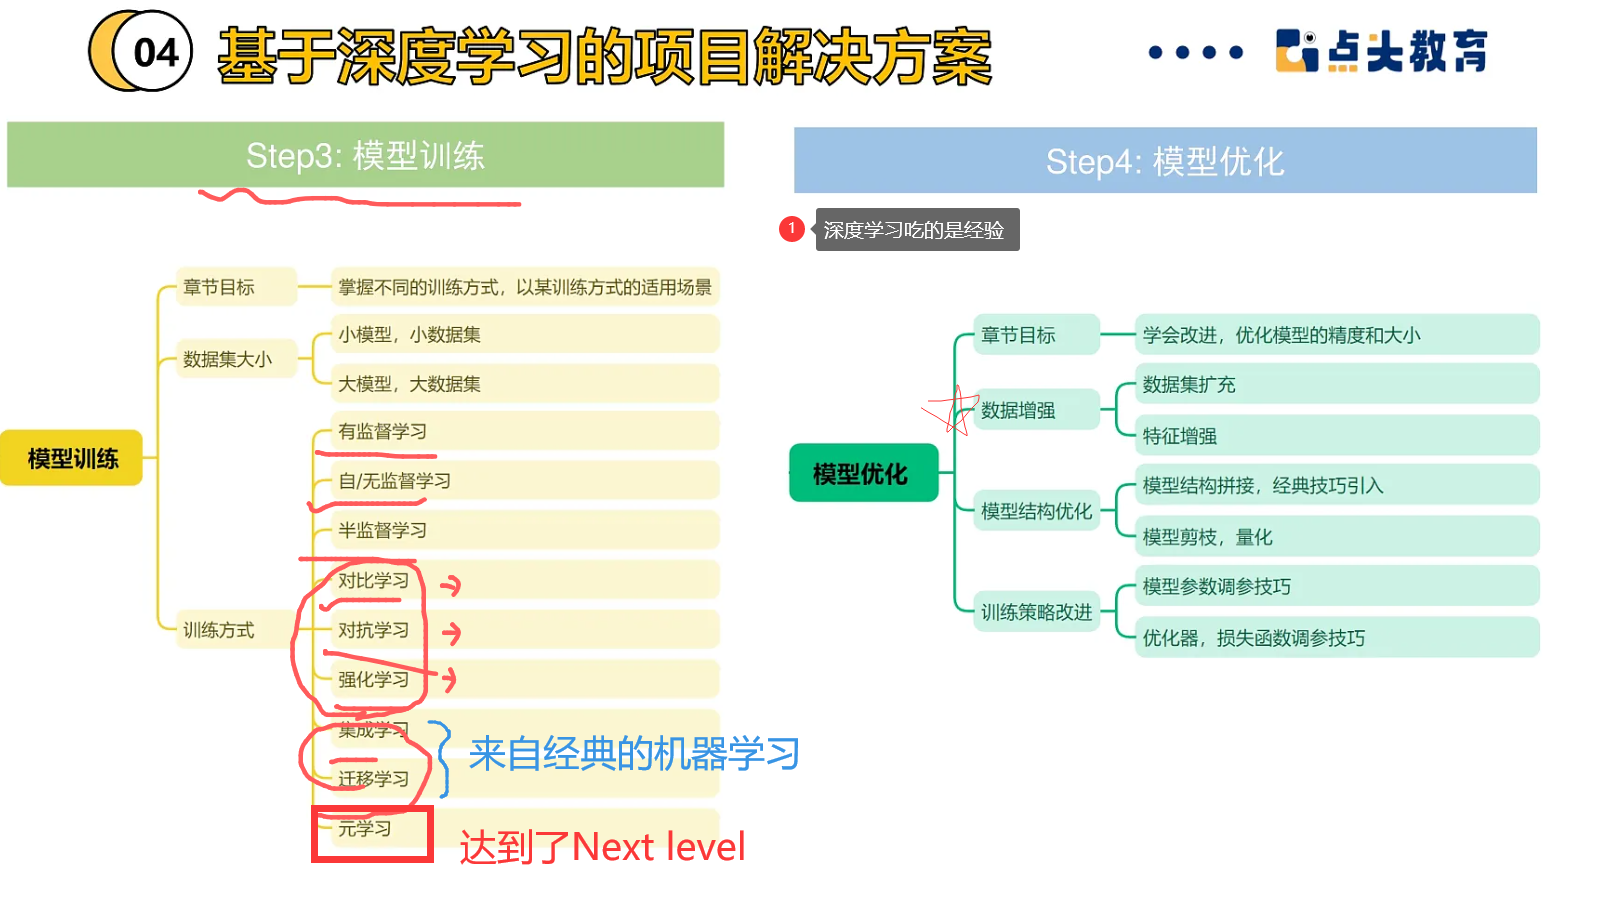 04
基于深度学习的项目解决方案
点头教育
Step3: 模型训练
模型训练
章节目标
掌握不同的训练方式，以某训练方式的适用场景
数据集大小
小模型，小数据集
大模型，大数据集
训练方式
有监督学习
自/无监督学习
半监督学习
对比学习
对抗学习
强化学习
集成学习
迁移学习
来自经典的机器学习
元学习
达到了Next level
Step4: 模型优化
1
深度学习吃的是经验
模型优化
章节目标
学会改进，优化模型的精度和大小
数据增强
数据集扩充
特征增强
模型结构优化
模型结构拼接，经典技巧引入
模型剪枝，量化
训练策略改进
模型参数调参技巧
优化器，损失函数调参技巧